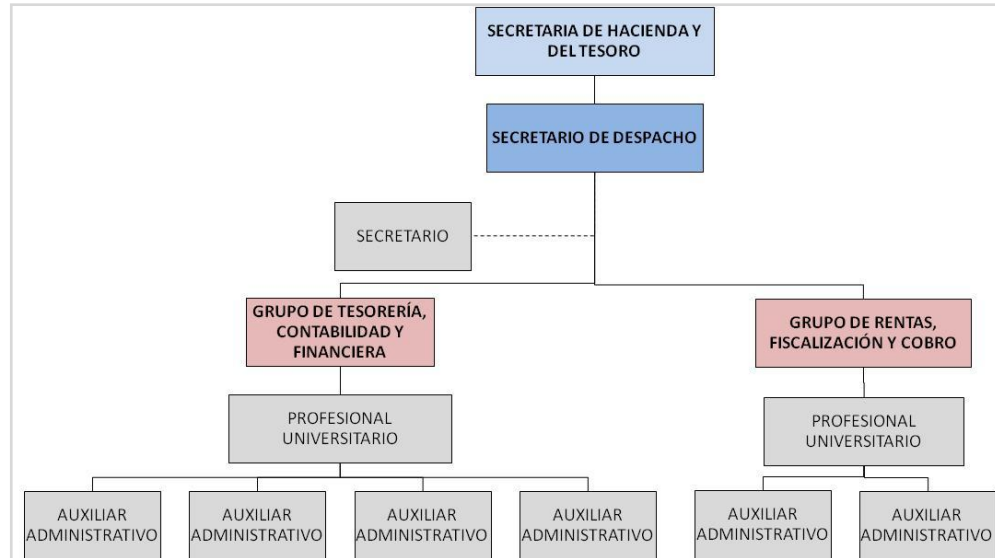 SECRETARIA DE HACIENDA Y
DEL TESORO
SECRETARIO DE DESPACHO
SECRETARIO
GRUPO DE TESORERÍA,
CONTABILIDAD Y
FINANCIERA
GRUPO DE RENTAS,
FISCALIZACIÓN Y COBRO
PROFESIONAL
UNIVERSITARIO
PROFESIONAL
UNIVERSITARIO
AUXILIAR
ADMINISTRATIVO
AUXILIAR
ADMINISTRATIVO
AUXILIAR
ADMINISTRATIVO
AUXILIAR
ADMINISTRATIVO
AUXILIAR
ADMINISTRATIVO
AUXILIAR
ADMINISTRATIVO